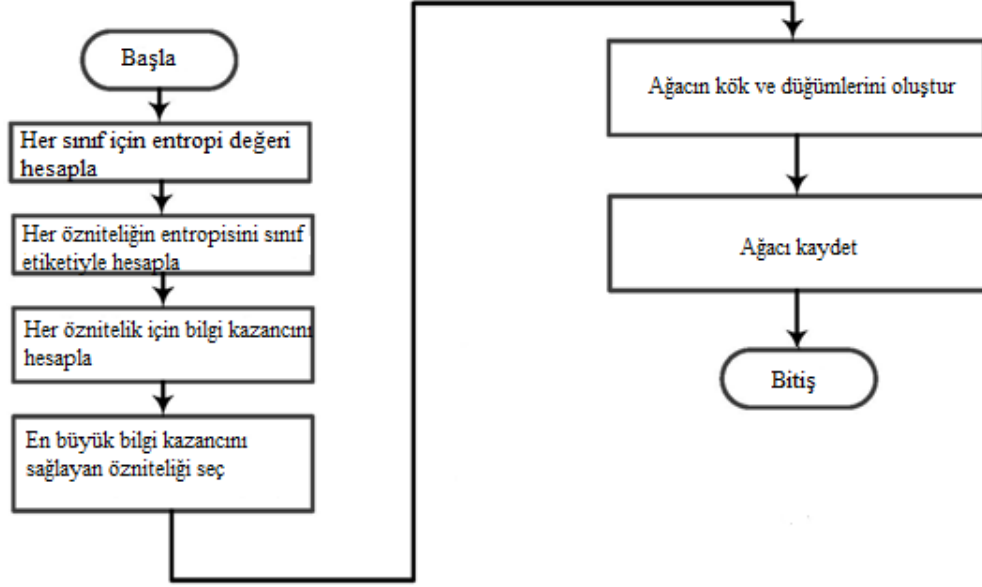 Başla
Her sınıf için entropi değeri
hesapla
Her özniteliğin entropisini sınıf
etiketiyle hesapla
Her öznitelik için bilgi kazancını
hesapla
En büyük bilgi kazancını
sağlayan özniteliği seç
Ağacın kök ve düğümlerini oluştur
Ağacı kaydet
Bitiş